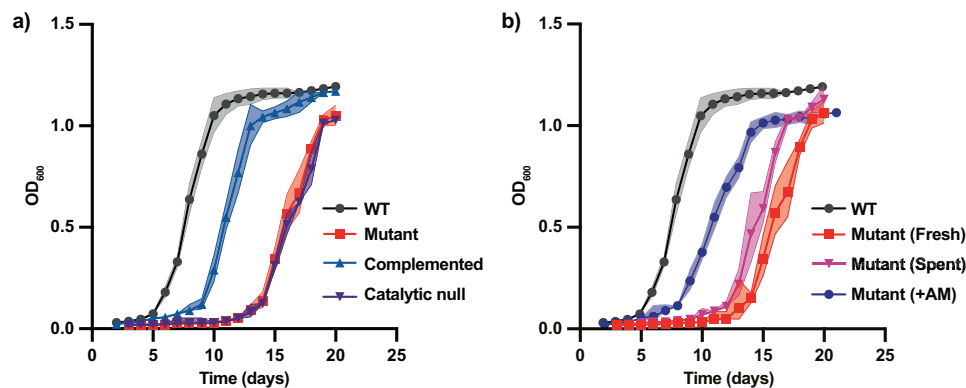 a)
OD600
1.5
1.0
0.5
0.0
0 5 10 15 20 25
Time (days)
WT
Mutant
Complemented
Catalytic null
b)
OD600
1.5
1.0
0.5
0.0
0 5 10 15 20 25
Time (days)
WT
Mutant (Fresh)
Mutant (Spent)
Mutant (+AM)